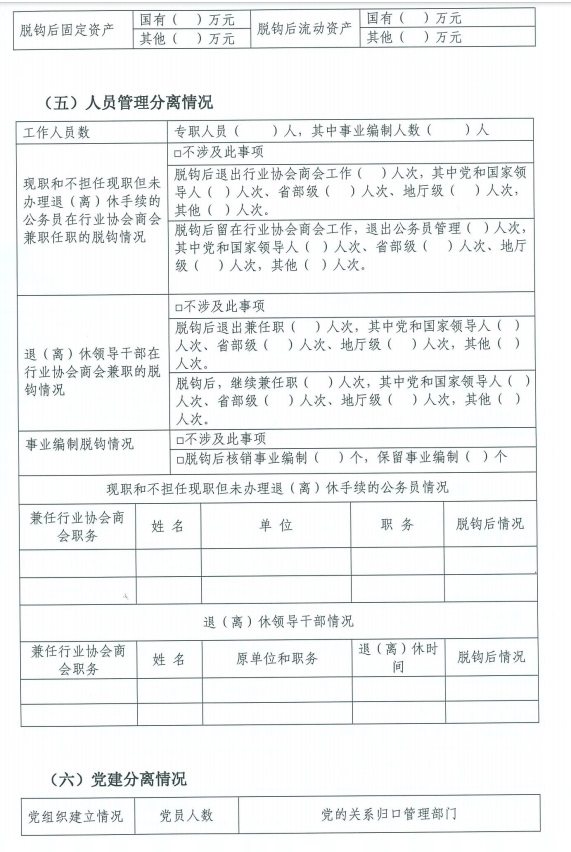 脱钩后固定资产 国有（ ）万元 脱钩后流动资产 国有（ ）万元
其他（ ）万元 其他（ ）万元
（五）人员管理分离情况
工作人员数 专职人员（ ）人，其中事业编制人数（ ）人
现职和不担任现职但未
办理退（离）休手续的
公务员在行业协会商会
兼职任职的脱钩情况
□不涉及此事项
脱钩后退出行业协会商会工作（ ）人次，其中党和国家领
导人（ ）人次、省部级（ ）人次、地厅级（ ）人次，
其他（ ）人次。
脱钩后留在行业协会商会工作，退出公务员管理（ ）人次，
其中党和国家领导人（ ）人次、省部级（ ）人次、地厅
级（ ）人次，其他（ ）人次。
退（离）休领导干部在
行业协会商会兼职的脱
钩情况
□不涉及此事项
脱钩后退出兼任职（ ）人次，其中党和国家领导人（ ）
人次、省部级（ ）人次、地厅级（ ）人次，其他（ ）
人次。
脱钩后，继续兼任职（ ）人次，其中党和国家领导人（ ）
人次、省部级（ ）人次、地厅级（ ）人次，其他（ ）
人次。
事业编制脱钩情况
□不涉及此事项
□脱钩后核销事业编制（ ）个，保留事业编制（ ）个
现职和不担任现职但未办理退（离）休手续的公务员情况
兼任行业协会商
会职务
姓 名 单 位 职 务 脱钩后情况
退（离）休领导干部情况
兼任行业协会商
会职务
姓 名 原单位和职务
退（离）休时
间
脱钩后情况
（六）党建分离情况
党组织建立情况 党员人数 党的关系归口管理部门